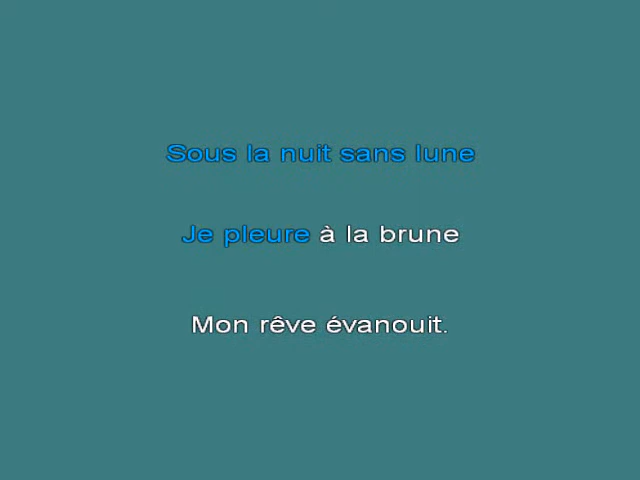 Sous la nuit sans lune
Je pleure à la brune
Mon rêve évanouit.